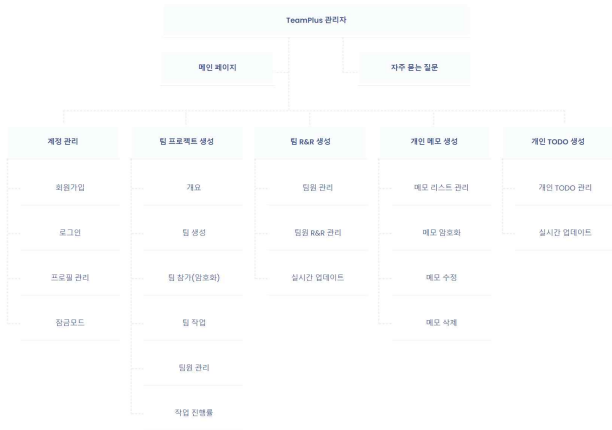 TeamPlus 관리자
메인 페이지
자주 묻는 질문
계정 관리
회원가입
로그인
프로필 관리
잠금모드
팀 프로젝트 생성
개요
팀 생성
팀 참가(암호화)
팀 작업
팀원 관리
작업 진행률
팀 R&R 생성
팀원 관리
팀원 R&R 관리
실시간 업데이트
개인 메모 생성
메모 리스트 관리
메모 암호화
메모 수정
메모 삭제
개인 TODO 생성
개인 TODO 관리
실시간 업데이트